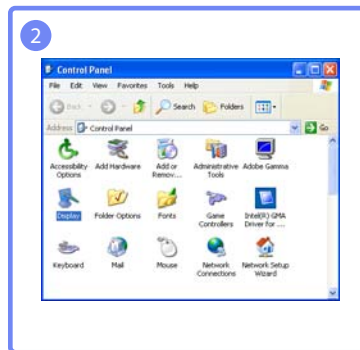 2
Control Panel
File Edit View Favorites Tools Help
Back Search Folders
Address Control Panel Go
Accessibility Options Add Hardware Add or Remov... Administrative Tools Adobe Gamma
Display Folder Options Fonts Game Controllers Intel(R) GMA Driver for ...
Keyboard Mail Mouse Network Connections Network Setup Wizard